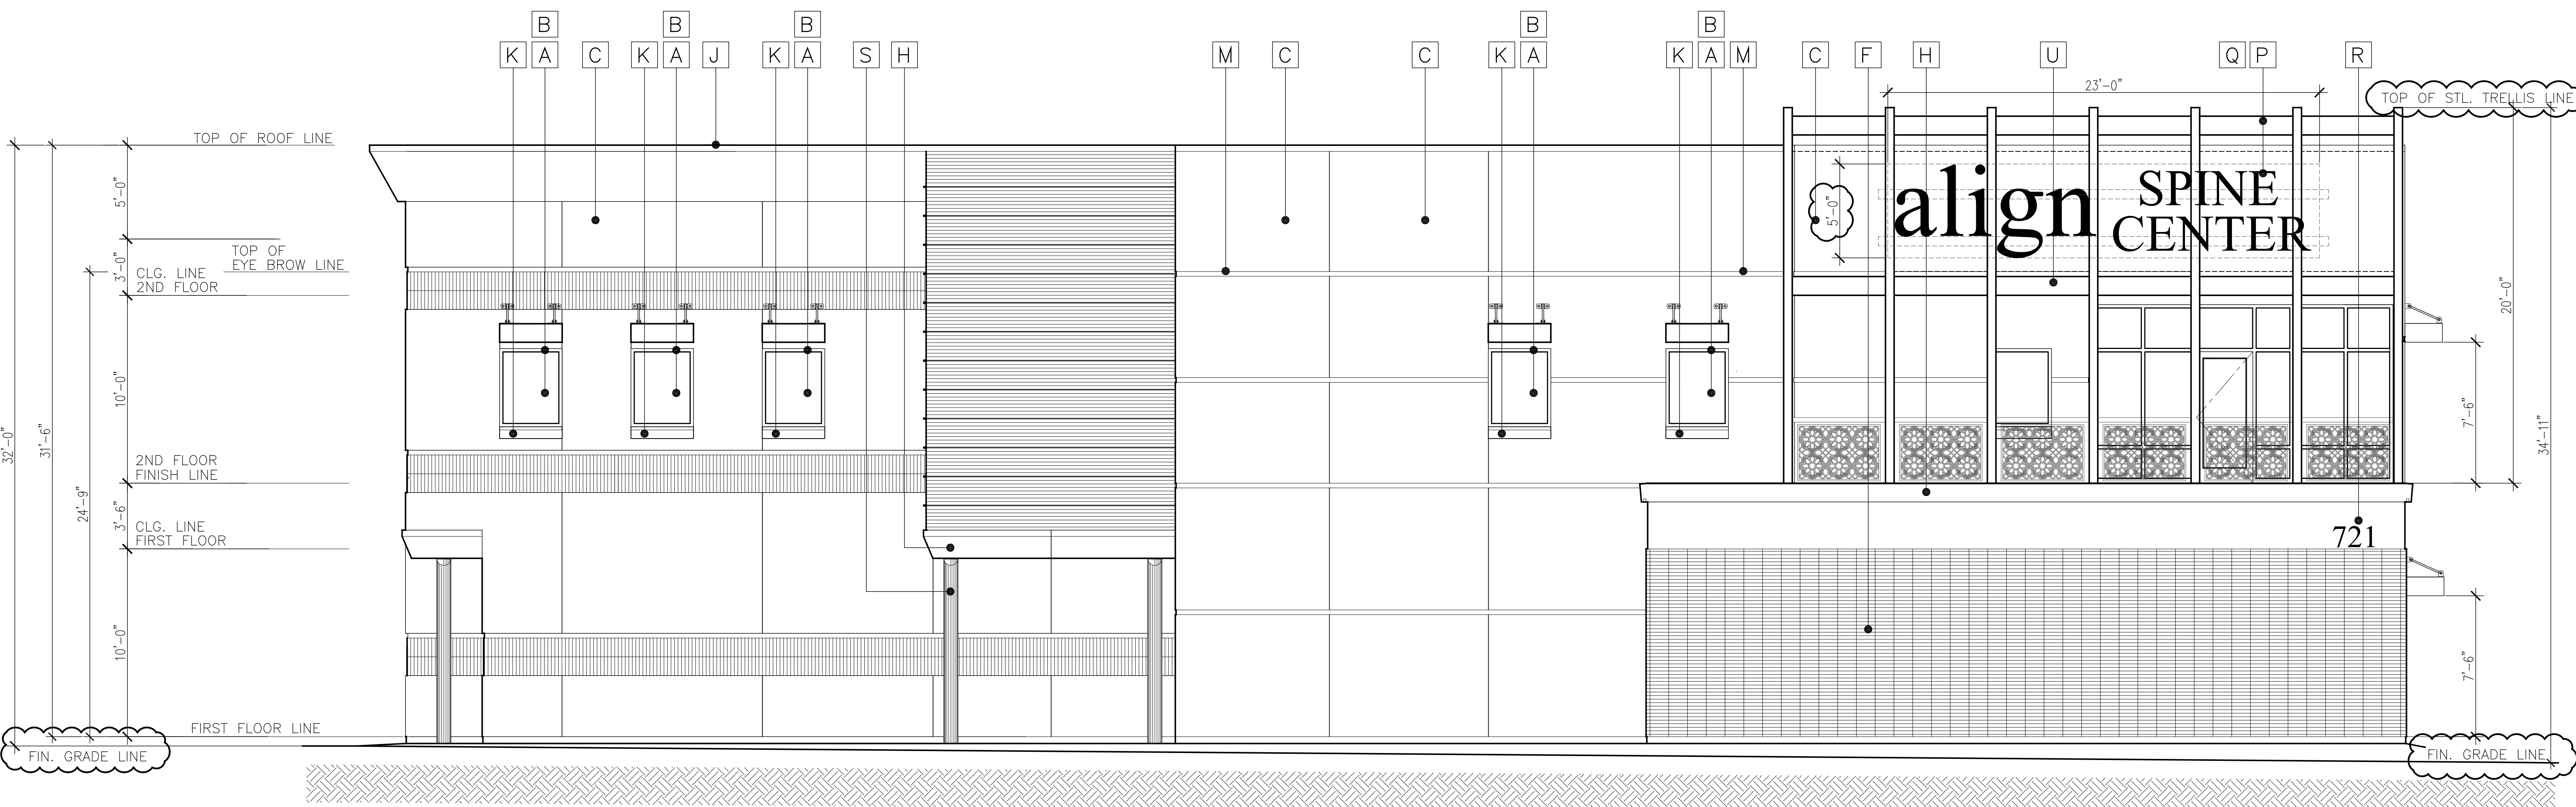 B
B
B
B
B
K
A
C
K
A
J
K
A
S
H
M
C
C
K
A
K
A
M
C
F
H
U
Q
P
R
23'-0"
TOP OF STL. TRELLIS LINE
TOP OF ROOF LINE
5'-0"
5'-0"
align
SPINE
CENTER
TOP OF
EYE BROW LINE
3'-0"
CLG. LINE
2ND FLOOR
20'-0"
10'-0"
7'-6"
34'-11"
32'-0"
31'-6"
2ND FLOOR
FINISH LINE
24'-9"
3'-6"
CLG. LINE
FIRST FLOOR
721
10'-0"
7'-6"
FIRST FLOOR LINE
FIN. GRADE LINE
FIN. GRADE LINE